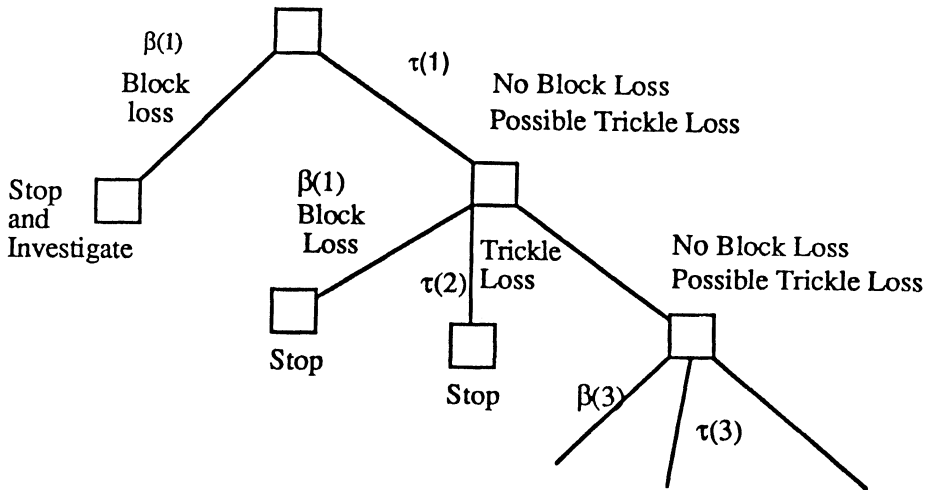 β(1)
Block
loss
τ(1)
No Block Loss
Possible Trickle Loss
Stop
and
Investigate
β(1)
Block
Loss
Trickle
Loss
τ(2)
No Block Loss
Possible Trickle Loss
Stop
Stop
β(3)
τ(3)